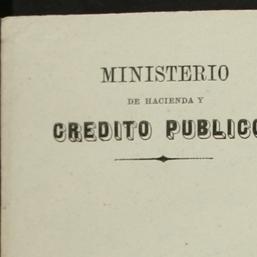 MINISTERIO
DE HACIENDA Y
CREDITO PUBLICO